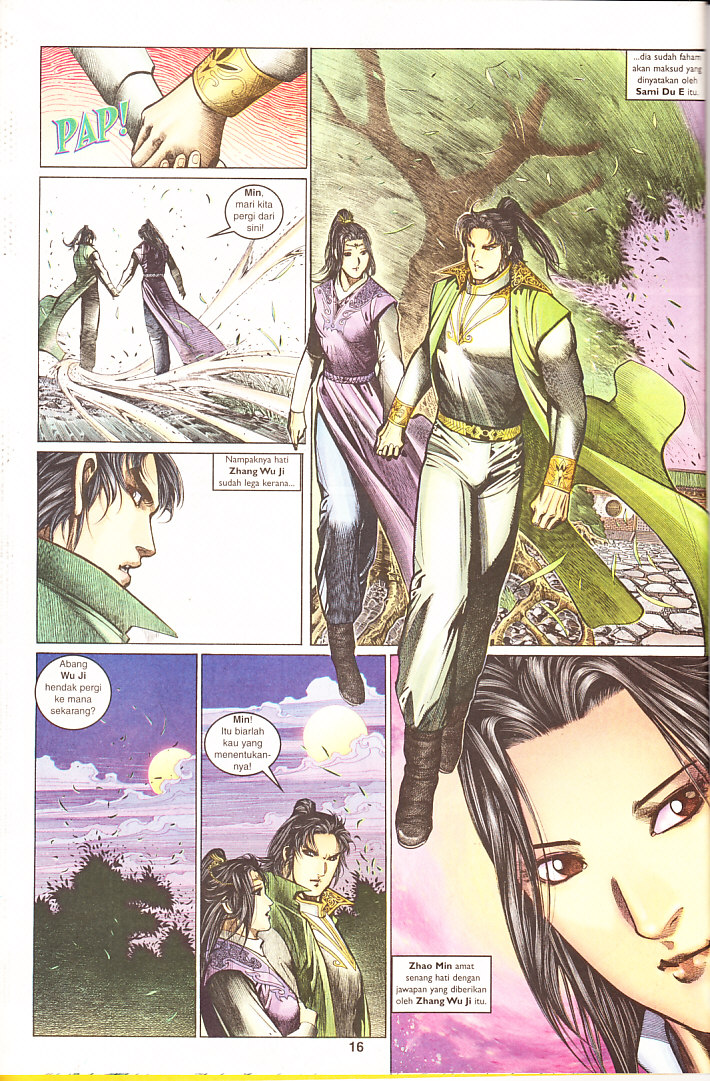 PAP!
Min,
mari kita
pergi dari
sini!
Nampaknya hati
Zhang Wu Ji
sudah lega kerana...
...dia sudah faham
akan maksud yang
dinyatakan oleh
Sami Du E itu.
Abang
Wu Ji
hendak pergi
ke mana
sekarang?
Min!
Itu biarlah
kau yang
menentukan-
nya!
Zhao Min amat
senang hati dengan
jawapan yang diberikan
oleh Zhang Wu Ji itu.
16